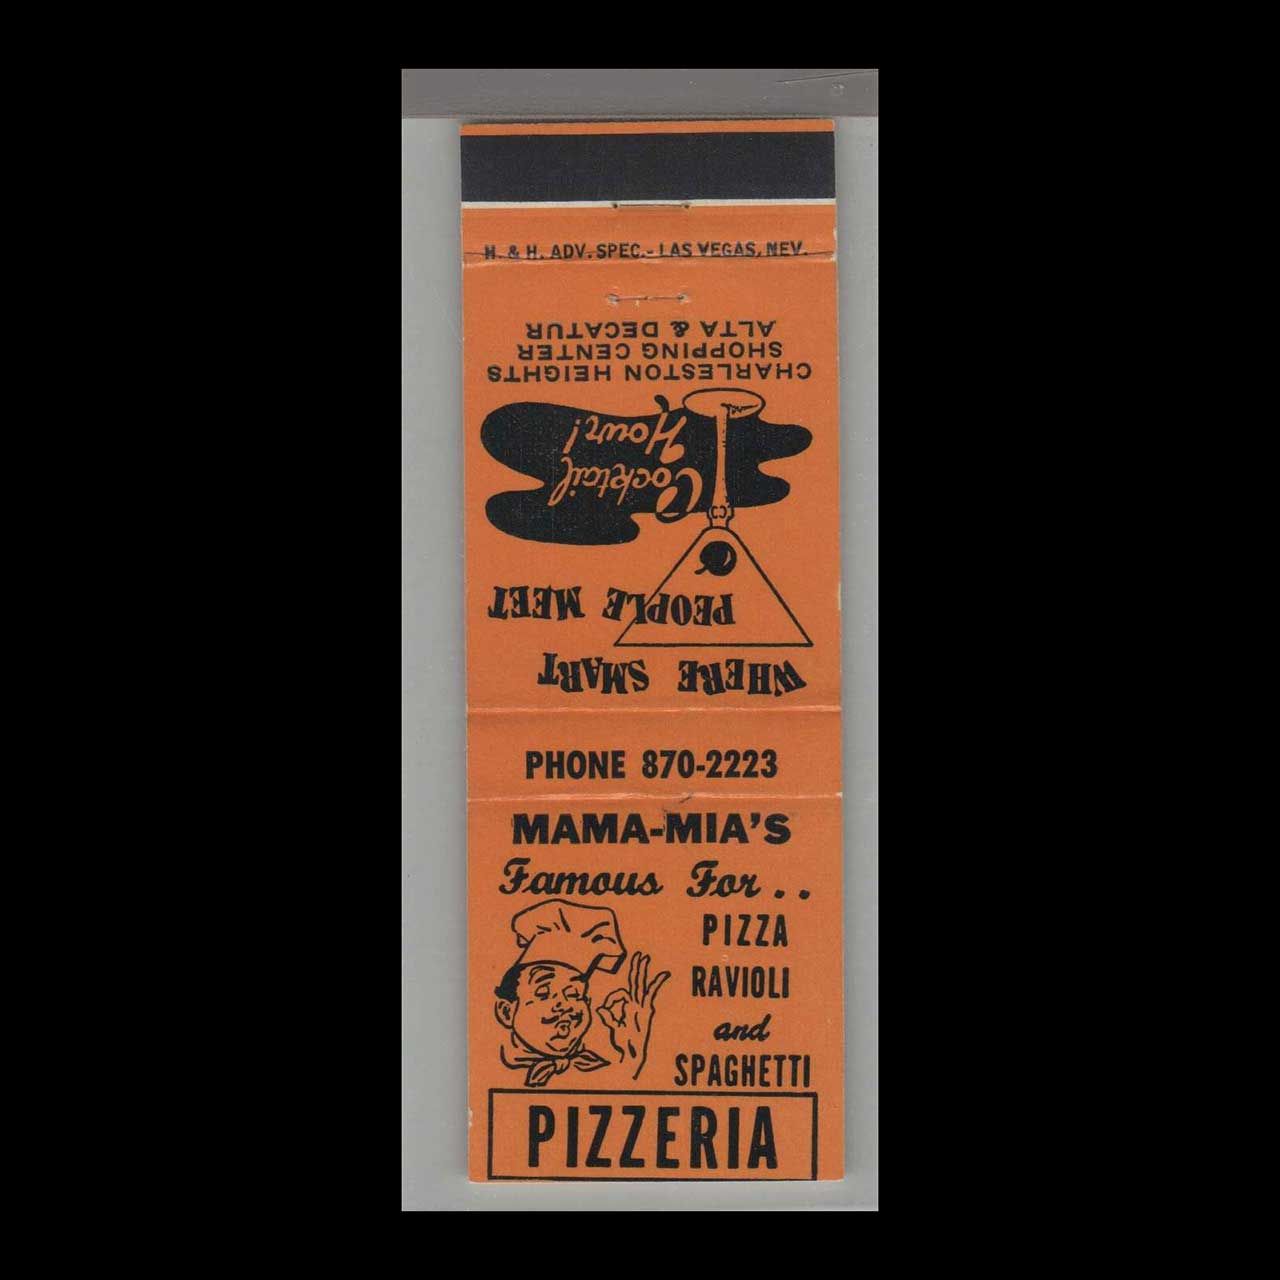 H. & H. ADV. SPEC.- LAS VEGAS, NEV.
WHERE SMART
PEOPLE MEET
Cocktail
Hour!
CHARLESTON HEIGHTS
SHOPPING CENTER
ALTA & DECATUR
PHONE 870-2223
MAMA-MIA'S
Famous For . .
PIZZA
RAVIOLI
and
SPAGHETTI
PIZZERIA